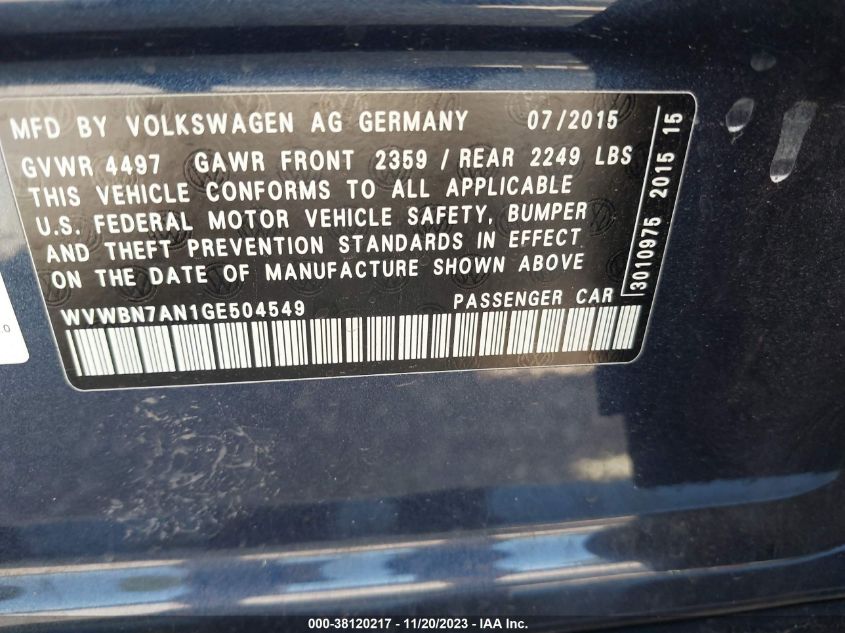 MFD BY VOLKSWAGEN AG GERMANY 07/2015
GVWR 4497 GAWR FRONT 2359 / REAR 2249 LBS
THIS VEHICLE CONFORMS TO ALL APPLICABLE
U.S. FEDERAL MOTOR VEHICLE SAFETY, BUMPER
AND THEFT PREVENTION STANDARDS IN EFFECT
ON THE DATE OF MANUFACTURE SHOWN ABOVE
WVWBN7AN1GE504549 PASSENGER CAR
3010975 2015 15
000-38120217 - 11/20/2023 - IAA Inc.